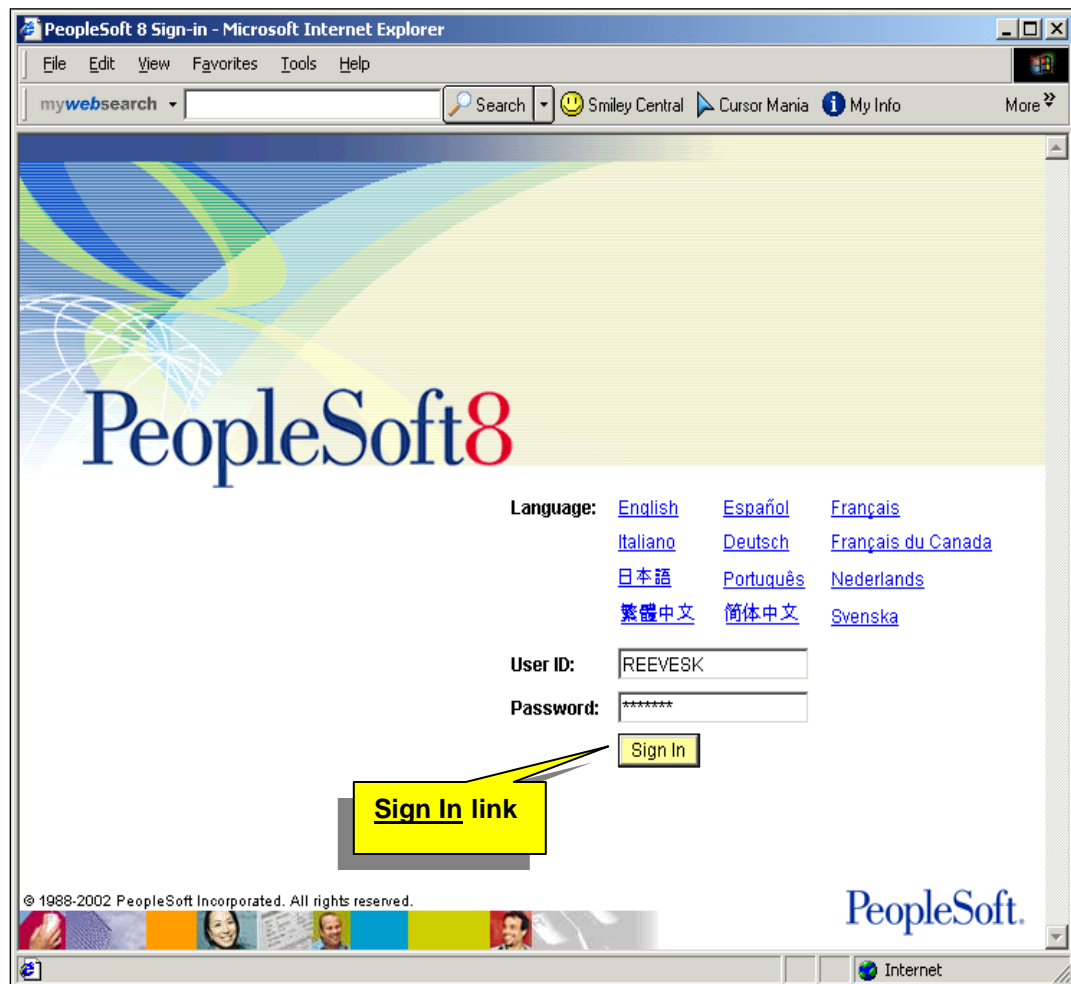 PeopleSoft 8 Sign-in - Microsoft Internet Explorer
File Edit View Favorites Tools Help
mywebsearch Search Smiley Central Cursor Mania My Info More
PeopleSoft8
Language: English Español Français
Italiano Deutsch Français du Canada
日本語 Português Nederlands
繁體中文 简体中文 Svenska
User ID: REEVESK
Password: *******
Sign In
Sign In link
© 1988-2002 PeopleSoft Incorporated. All rights reserved.
PeopleSoft.
Internet